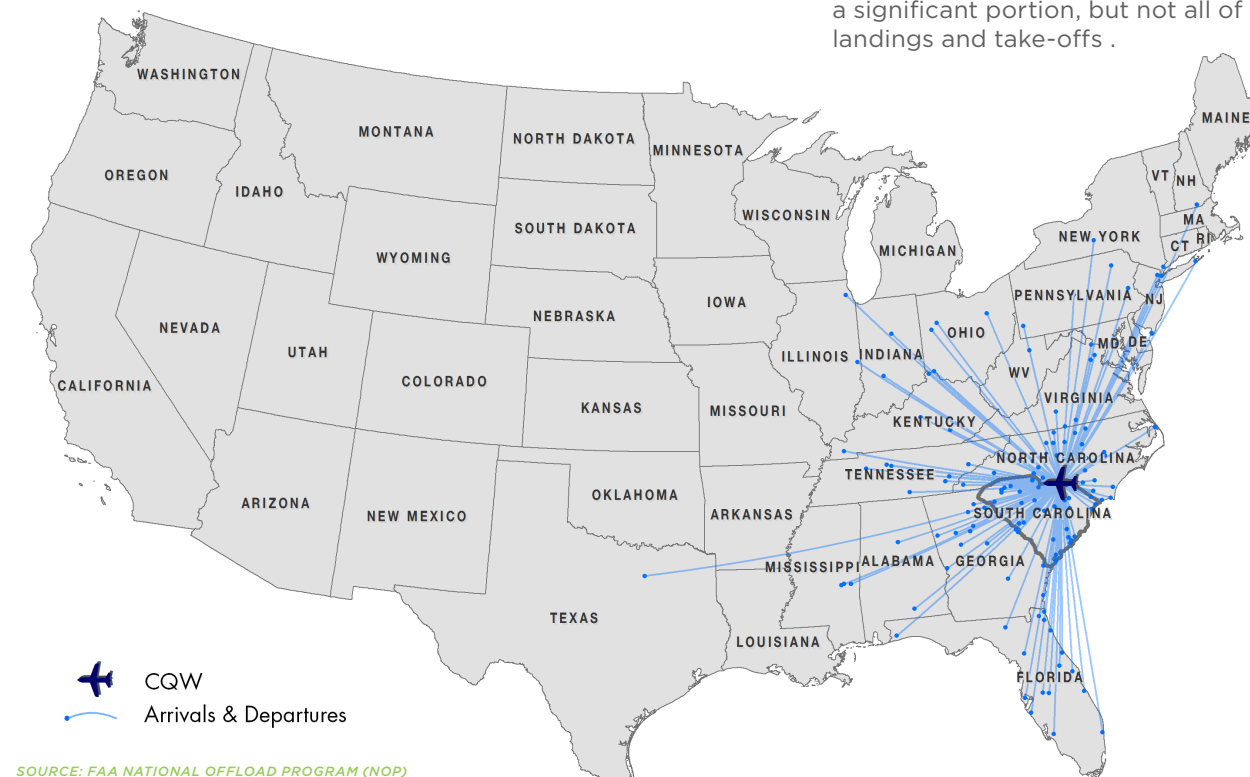 a significant portion, but not all of
landings and take-offs .
WASHINGTON
MONTANA
NORTH DAKOTA
MINNESOTA
MAINE
OREGON
IDAHO
VT
NH
SOUTH DAKOTA
WISCONSIN
MA
WYOMING
MICHIGAN
NEW YORK
CT
RI
IOWA
NEBRASKA
PENNSYLVANIA
NJ
NEVADA
OHIO
UTAH
ILLINOIS
INDIANA
MD
DE
CALIFORNIA
COLORADO
WV
KANSAS
MISSOURI
VIRGINIA
KENTUCKY
NORTH CAROLINA
TENNESSEE
ARIZONA
OKLAHOMA
NEW MEXICO
ARKANSAS
SOUTH CAROLINA
MISSISSIPPI
ALABAMA
GEORGIA
TEXAS
LOUISIANA
FLORIDA
CQW
Arrivals & Departures
SOURCE: FAA NATIONAL OFFLOAD PROGRAM (NOP)